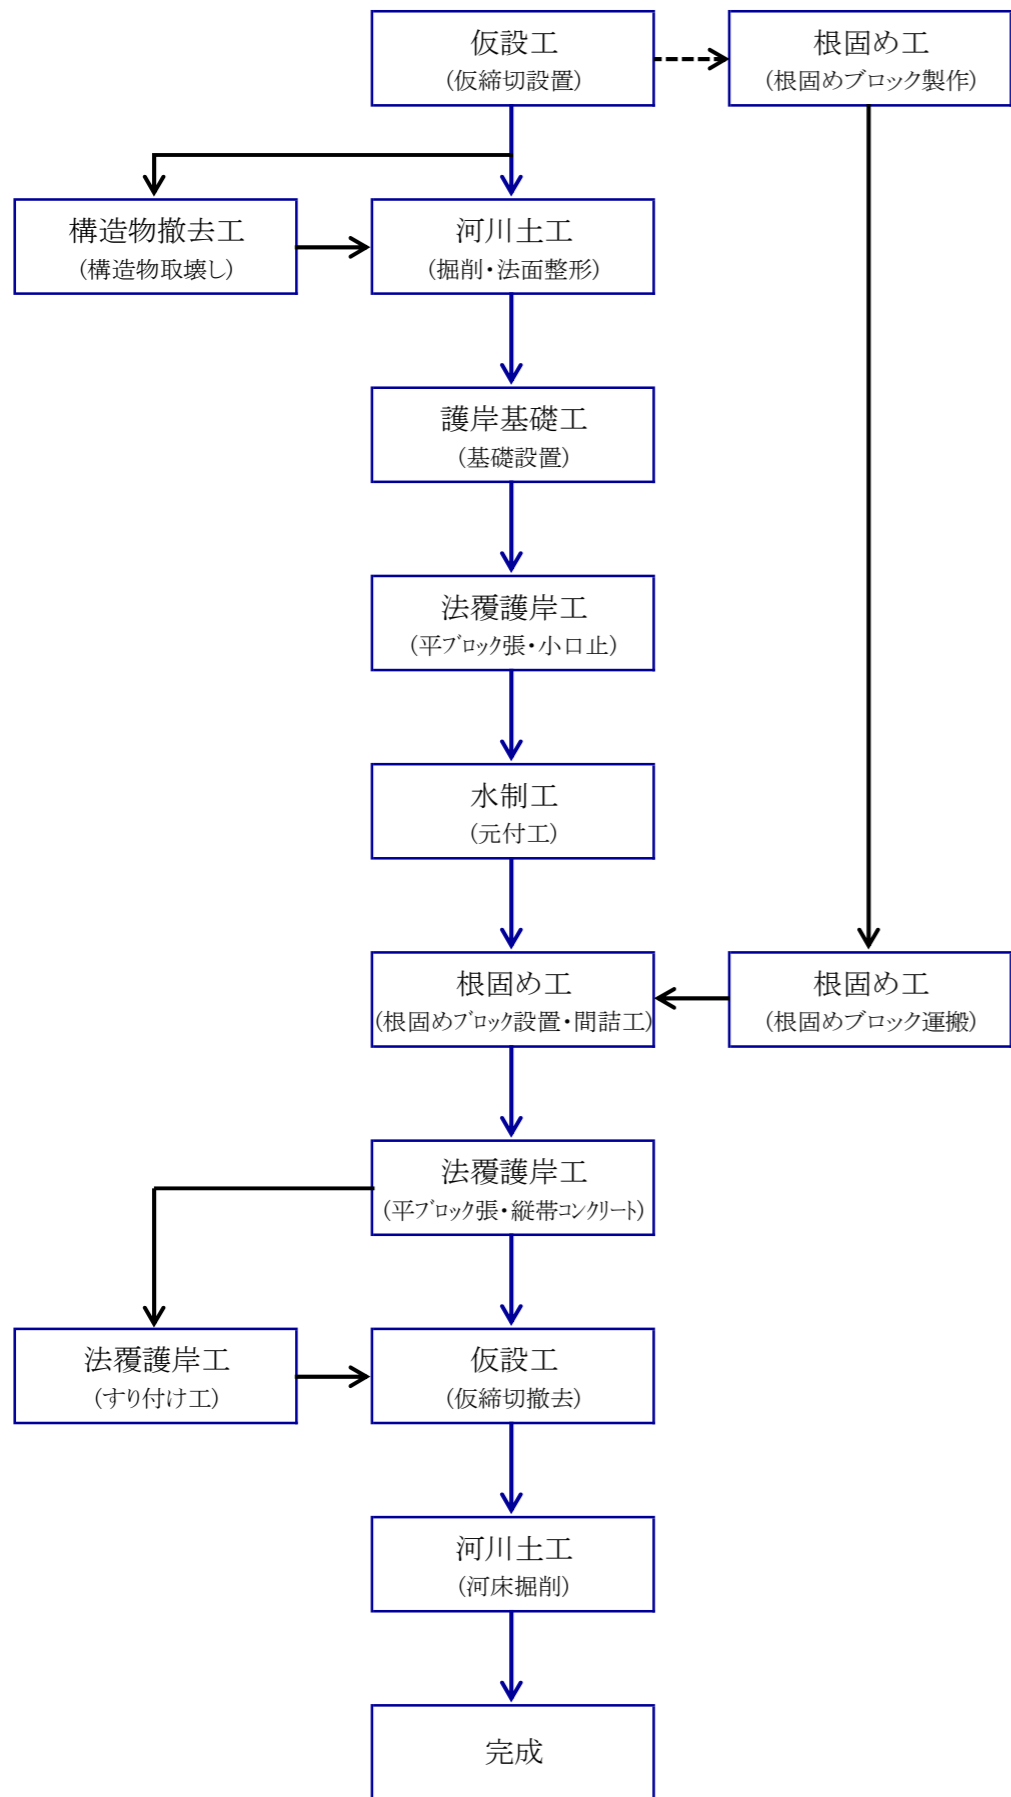 仮設工
(仮締切設置)
根固め工
(根固めブロック製作)
構造物撤去工
(構造物取壊し)
河川土工
(掘削・法面整形)
護岸基礎工
(基礎設置)
法覆護岸工
(平ブロック張・小口止)
水制工
(元付工)
根固め工
(根固めブロック設置・間詰工)
根固め工
(根固めブロック運搬)
法覆護岸工
(平ブロック張・縦帯コンクリート)
法覆護岸工
(すり付け工)
仮設工
(仮締切撤去)
河川土工
(河床掘削)
完成